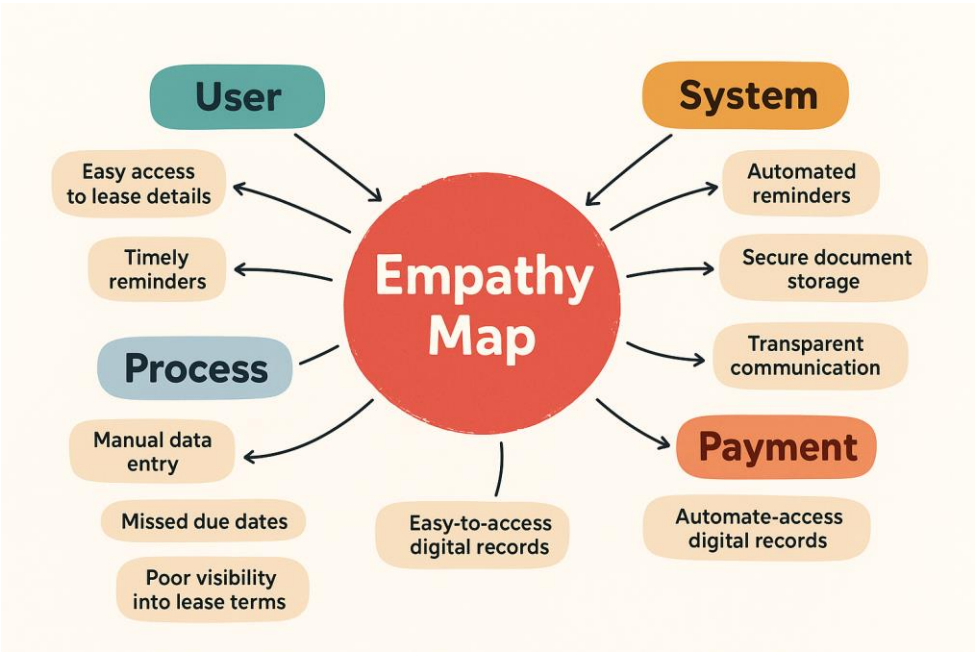 User
System
Easy access
to lease details
Automated
reminders
Timely
reminders
Secure document
storage
Empathy
Map
Process
Transparent
communication
Manual data
entry
Payment
Missed due dates
Easy-to-access
digital records
Automate-access
digital records
Poor visibility
into lease terms